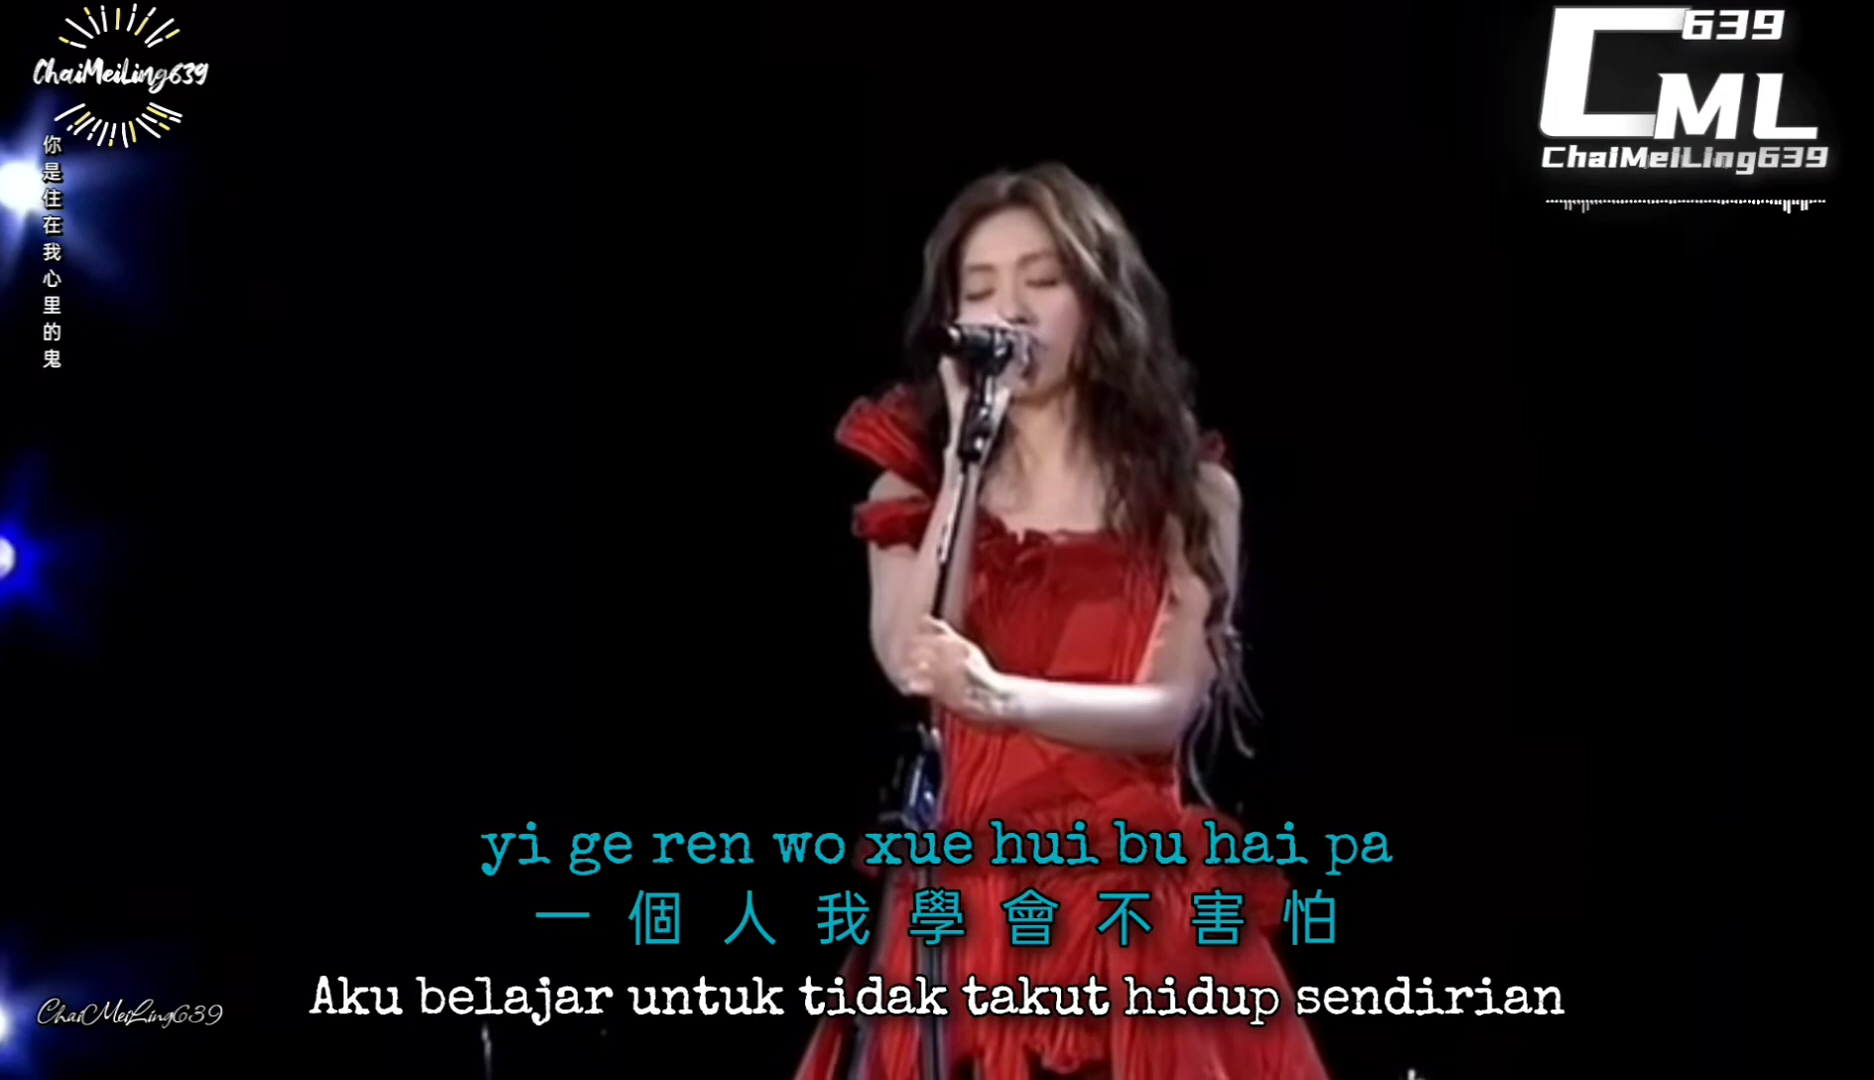 ChaiMeiLing639
639
CML
ChaiMeiLing639
你是住在我心里的鬼
yi ge ren wo xue hui bu hai pa
一個人我學會不害怕
Aku belajar untuk tidak takut hidup sendirian
ChaiMeiLing639